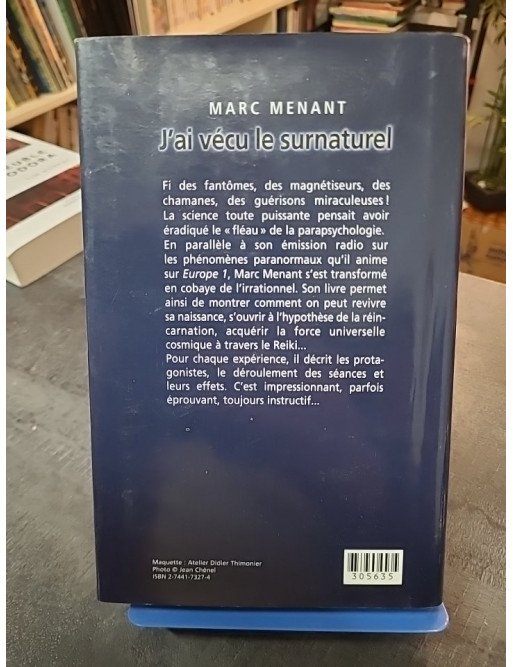 MARC MENANT
J'ai vécu le surnaturel
Fi des fantômes, des magnétiseurs, des
chamanes, des guérisons miraculeuses !
La science toute puissante pensait avoir
éradiqué le « fléau » de la parapsychologie.
En parallèle à son émission radio sur
les phénomènes paranormaux qu'il anime
sur Europe 1, Marc Menant s'est transformé
en cobaye de l'irrationnel. Son livre permet
ainsi de montrer comment on peut revivre
sa naissance, s'ouvrir à l'hypothèse de la réin-
carnation, acquérir la force universelle
cosmique à travers le Reiki...
Pour chaque expérience, il décrit les prota-
gonistes, le déroulement des séances et
leurs effets. C'est impressionnant, parfois
éprouvant, toujours instructif...
Maquette : Atelier Didier Thimonier
Photo © Jean Chénel
ISBN 2-7441-7327-4
305635